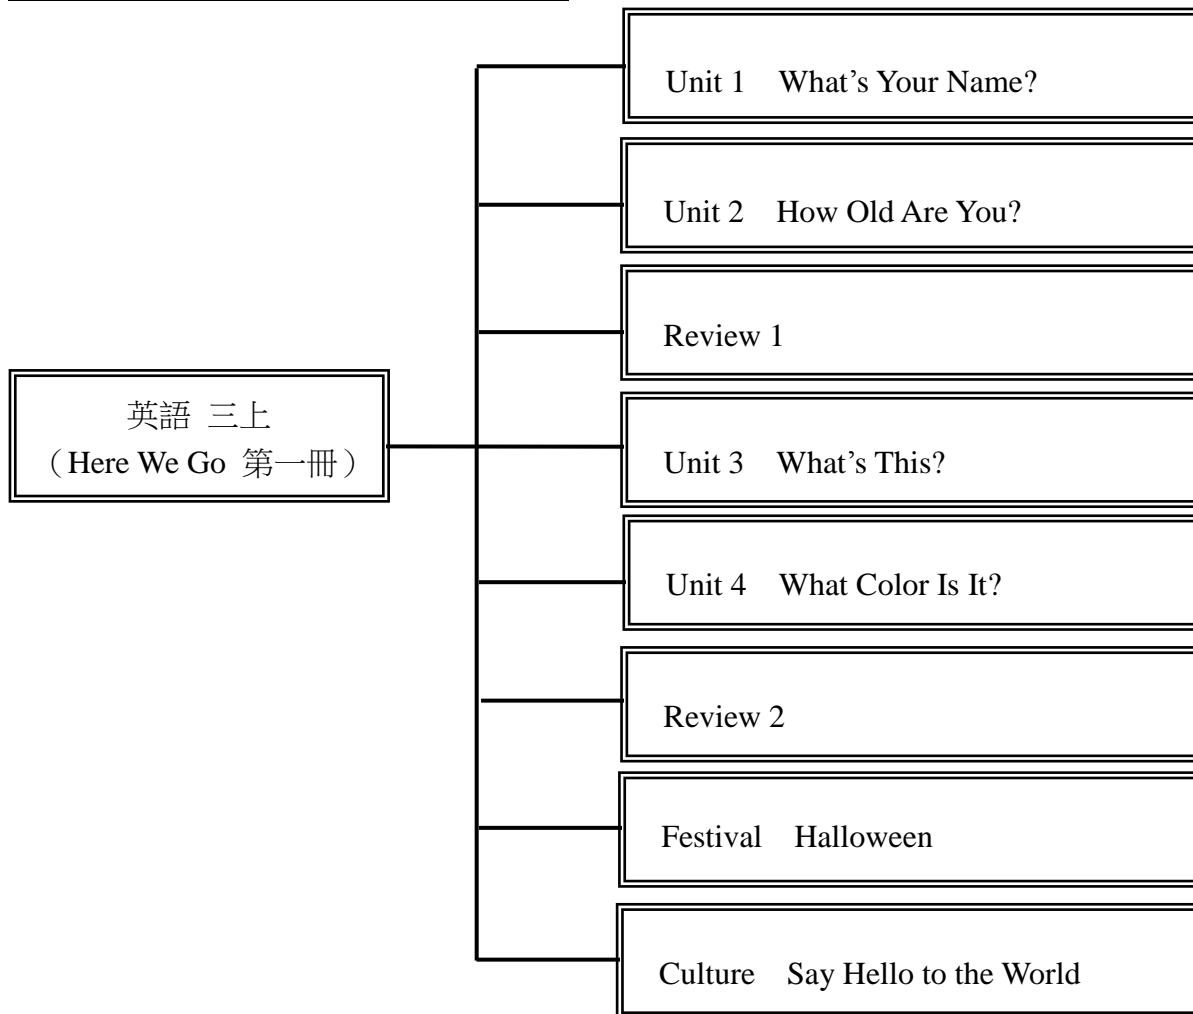 英語 三上
（Here We Go 第一冊）
Unit 1 What's Your Name?
Unit 2 How Old Are You?
Review 1
Unit 3 What's This?
Unit 4 What Color Is It?
Review 2
Festival Halloween
Culture Say Hello to the World